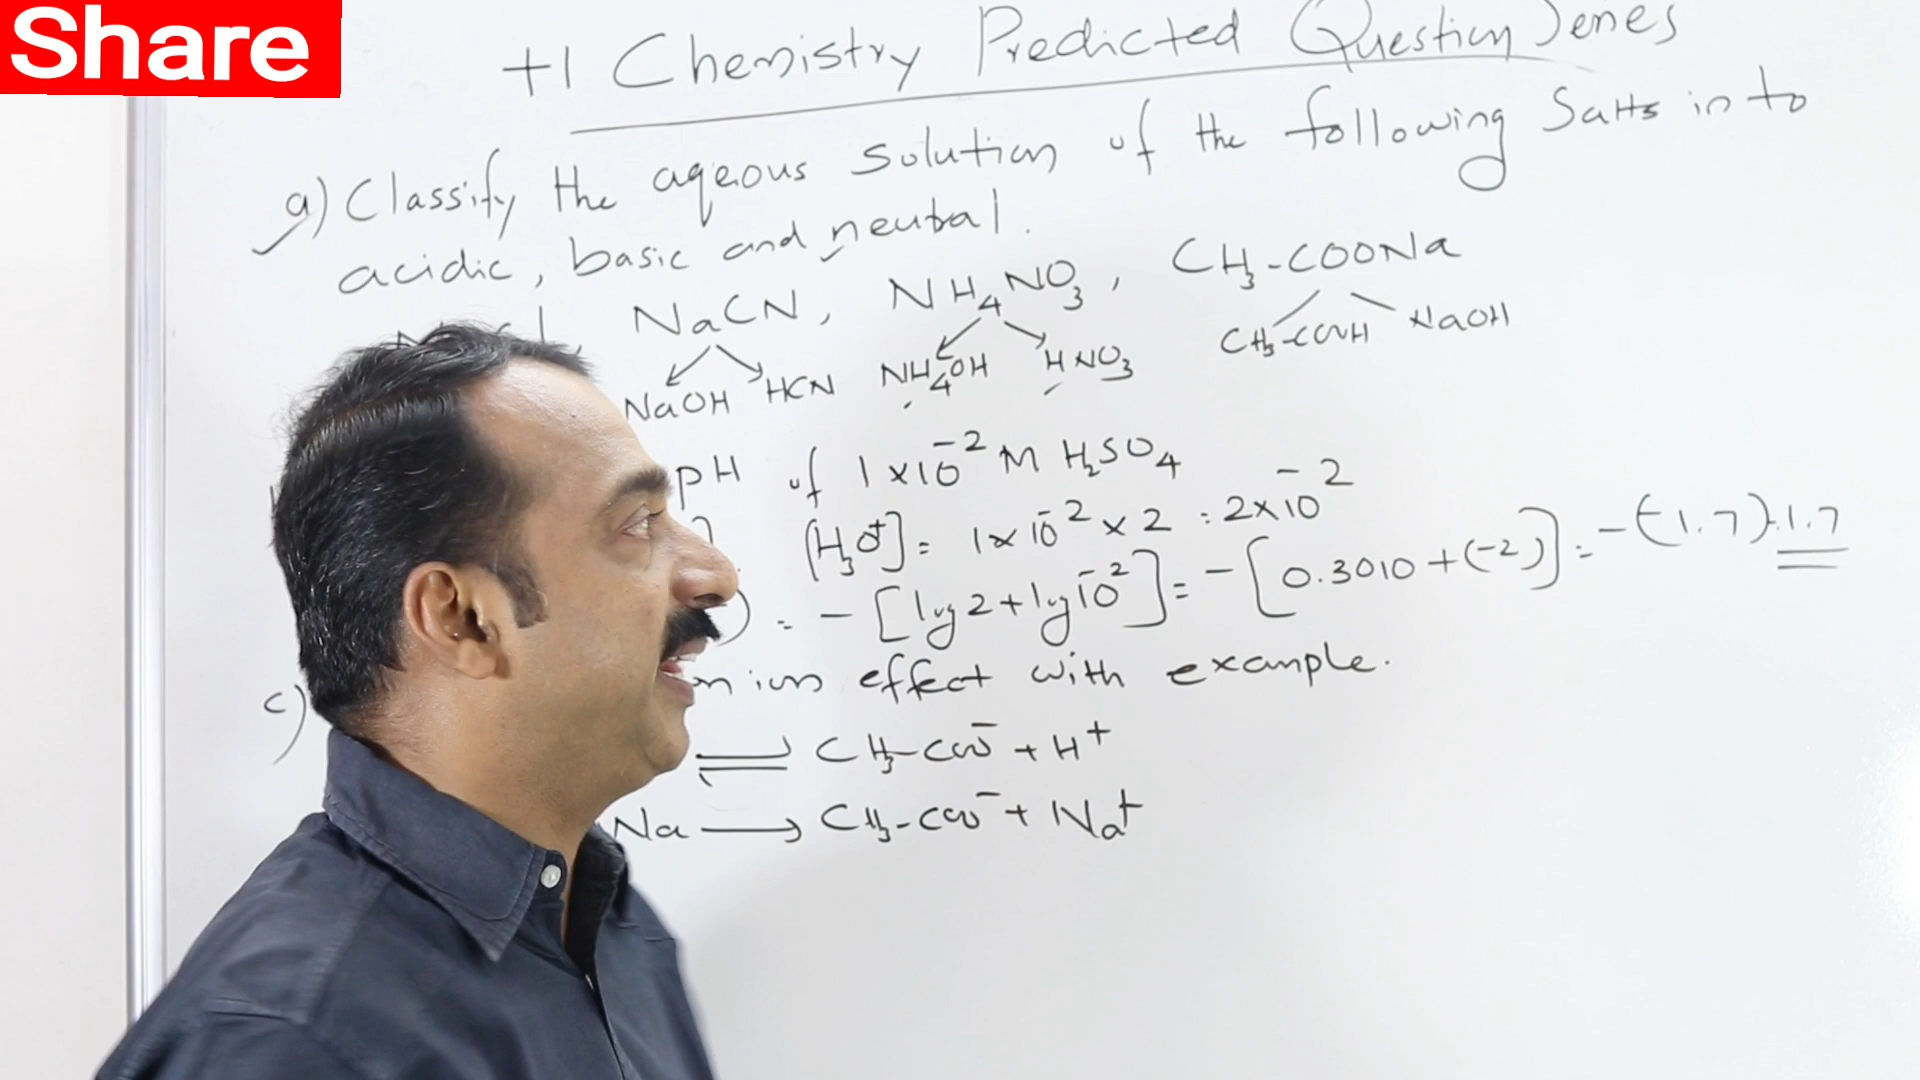 Share
+1 Chemistry Predicted Question Series
a) Classify the aqeous solution of the following Salts in to
acidic, basic and neutral.
NaCN, NH₄NO₃, CH₃-COONa
NaOH HCN NH₄OH HNO₃ CH₃-COOH NaOH
pH of 1×10⁻² M H₂SO₄
[H₃O⁺] = 1×10⁻² × 2 = 2×10⁻²
) = -[log 2 + log 10⁻²] = -[0.3010 + (-2)] = -(-1.7) = 1.7
c) ion effect with example.
⇌ CH₃-COO⁻ + H⁺
Na → CH₃-COO⁻ + Na⁺